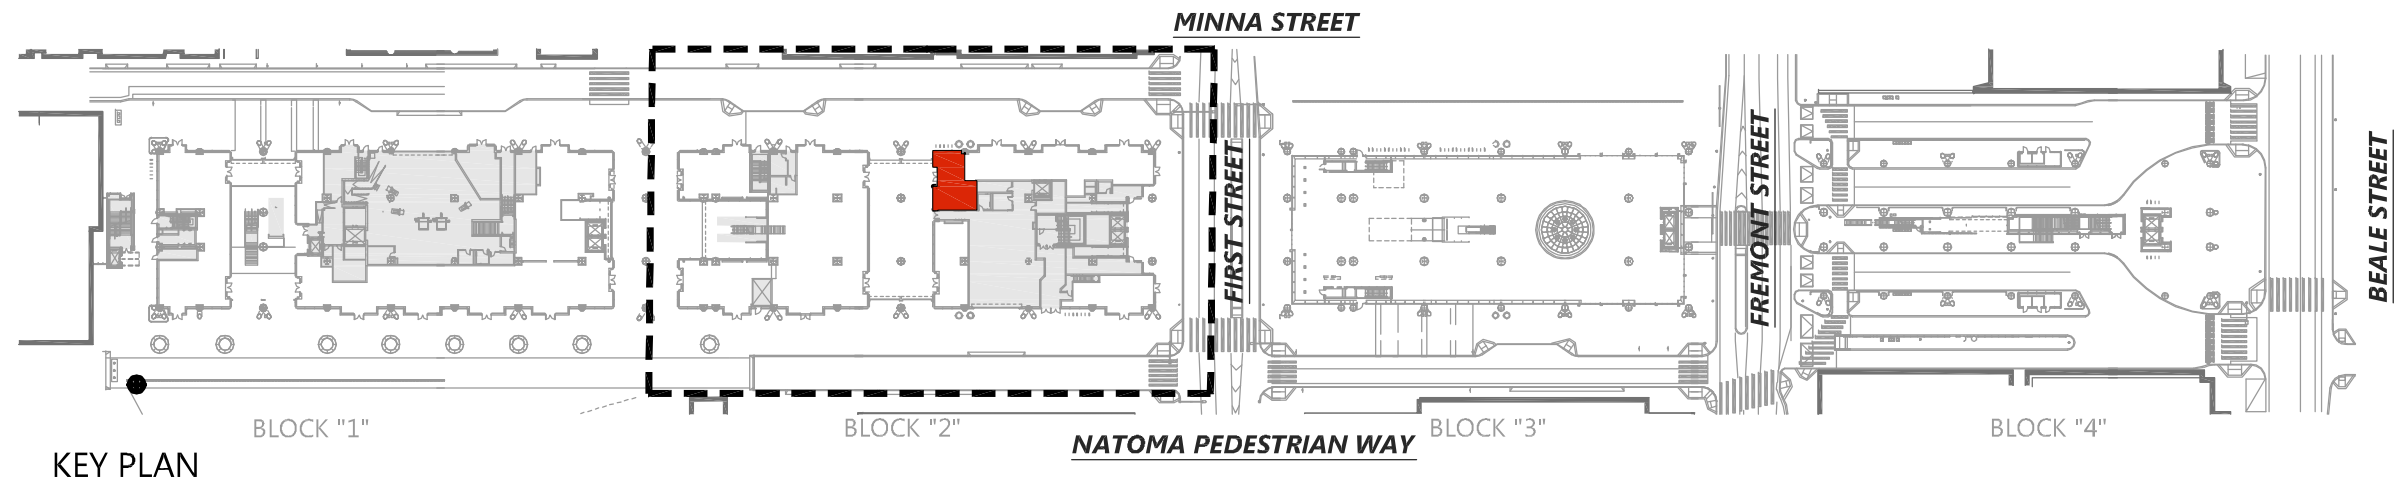 MINNA STREET
FIRST STREET
FREMONT STREET
BEALE STREET
BLOCK "1"
BLOCK "2"
BLOCK "3"
BLOCK "4"
NATOMA PEDESTRIAN WAY
KEY PLAN